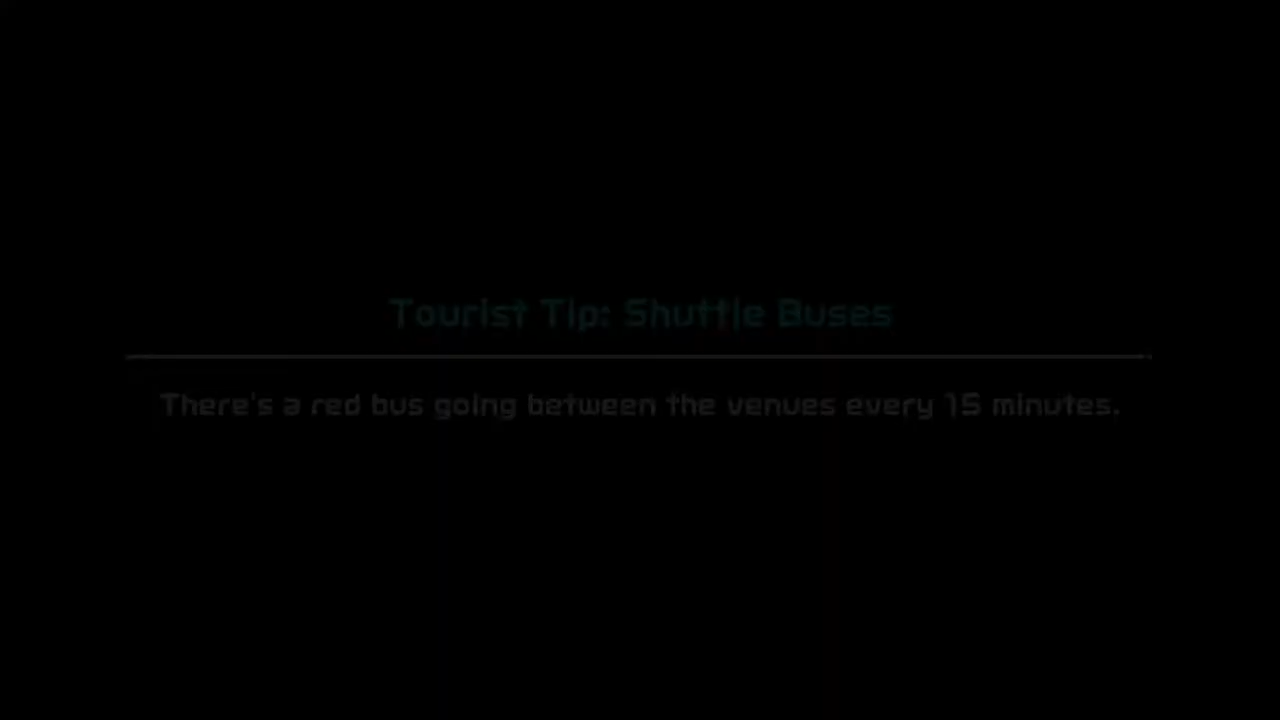 Tourist Tip: Shuttle Buses
There's a red bus going between the venues every 15 minutes.